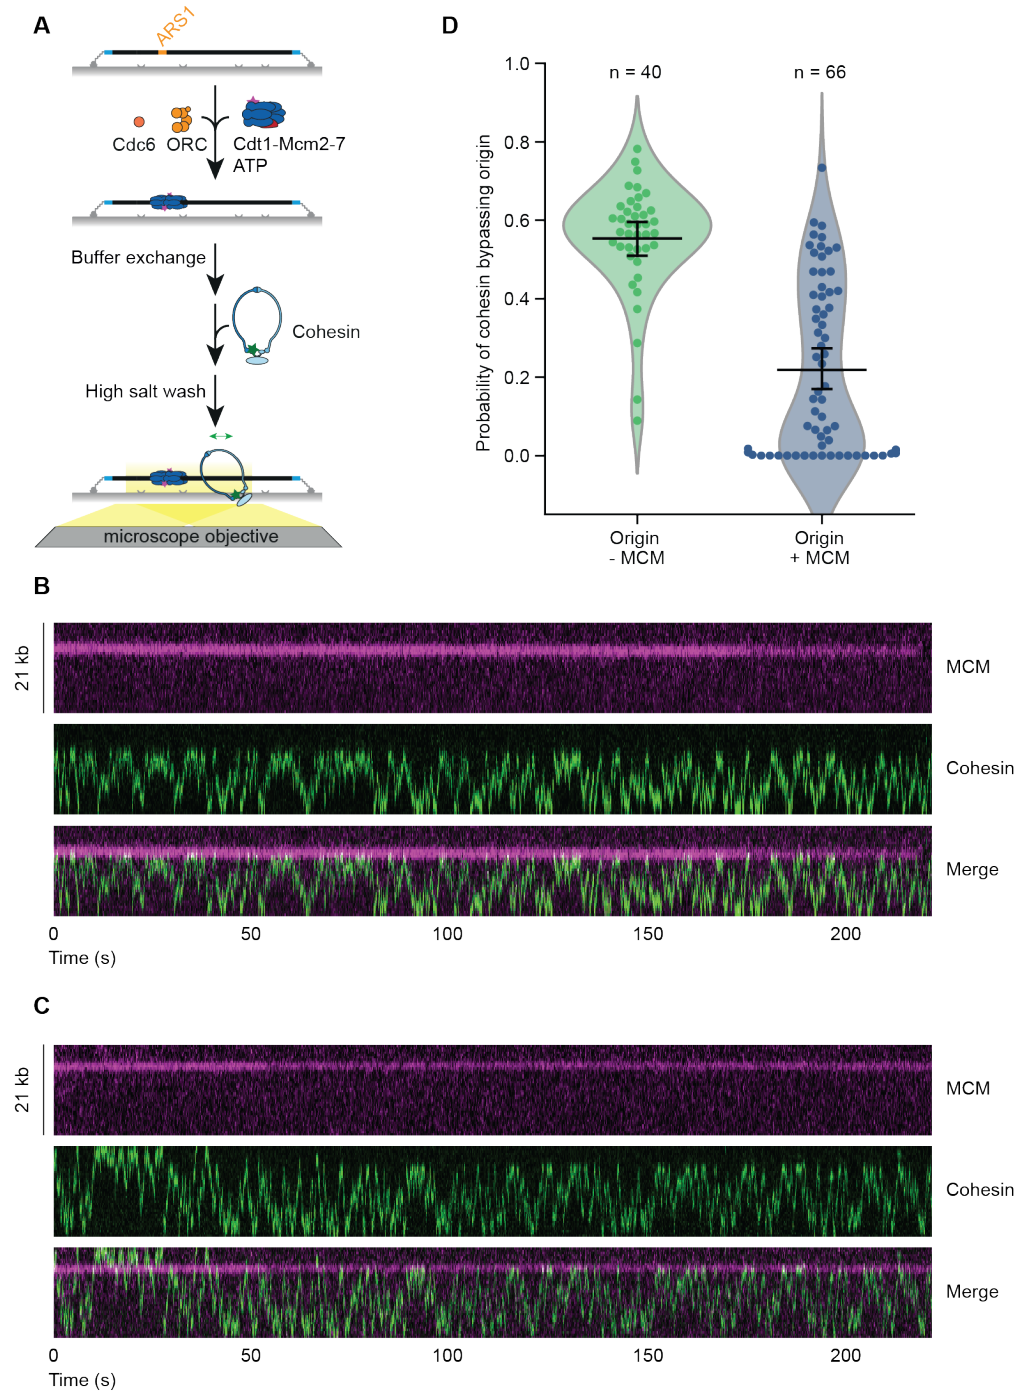 A
ARS1
Cdc6
ORC
Cdt1-Mcm2-7
ATP
Buffer exchange
Cohesin
High salt wash
microscope objective
D
Probability of cohesin bypassing origin
1.0
0.8
0.6
0.4
0.2
0.0
n = 40
n = 66
Origin
- MCM
Origin
+ MCM
B
21 kb
MCM
Cohesin
Merge
0
50
100
150
200
Time (s)
C
21 kb
MCM
Cohesin
Merge
0
50
100
150
200
Time (s)